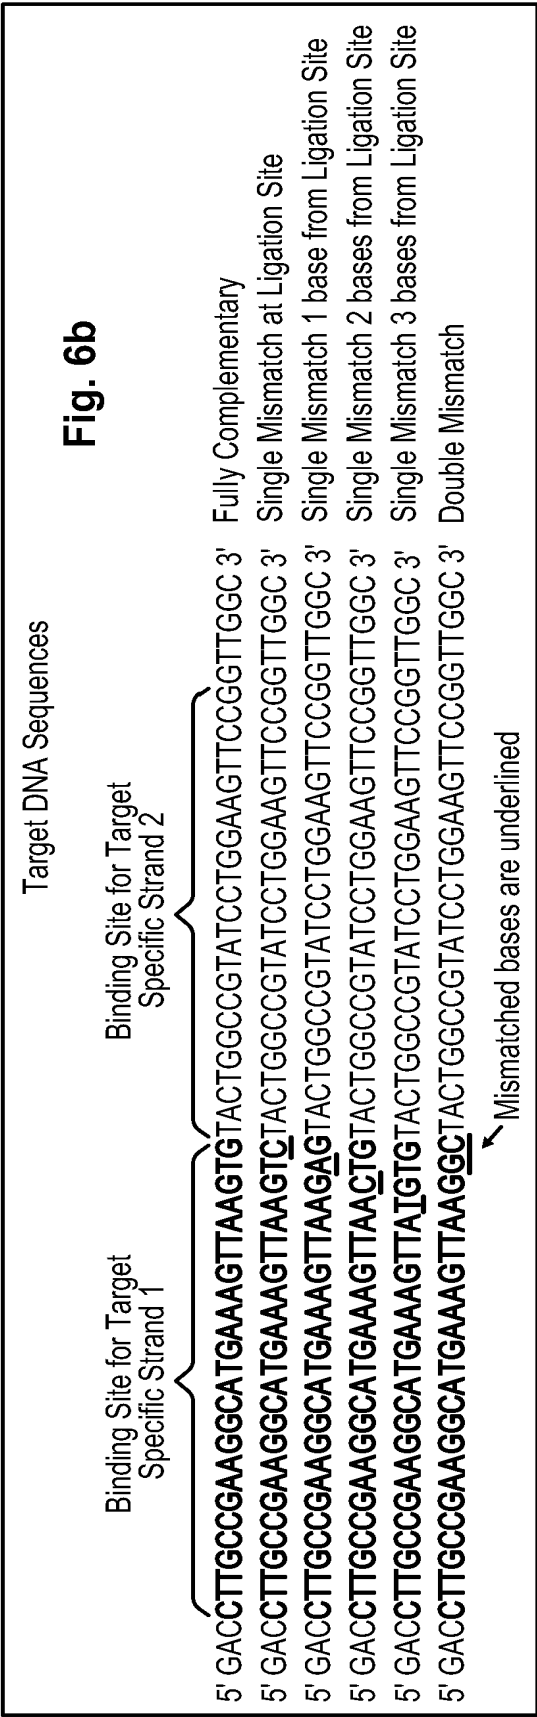 Target DNA Sequences
Fig. 6b
Binding Site for Target
Specific Strand 1
Binding Site for Target
Specific Strand 2
5' GACCTTGCCGAAGGCATGAAAGTTAAGTGTACTGGCCGTATCCTGGAAGTTCCGGTTGGC 3' Fully Complementary
5' GACCTTGCCGAAGGCATGAAAGTTAAGTCTACTGGCCGTATCCTGGAAGTTCCGGTTGGC 3' Single Mismatch at Ligation Site
5' GACCTTGCCGAAGGCATGAAAGTTAAGAGTACTGGCCGTATCCTGGAAGTTCCGGTTGGC 3' Single Mismatch 1 base from Ligation Site
5' GACCTTGCCGAAGGCATGAAAGTTAACTGTACTGGCCGTATCCTGGAAGTTCCGGTTGGC 3' Single Mismatch 2 bases from Ligation Site
5' GACCTTGCCGAAGGCATGAAAGTTATGTGTACTGGCCGTATCCTGGAAGTTCCGGTTGGC 3' Single Mismatch 3 bases from Ligation Site
5' GACCTTGCCGAAGGCATGAAAGTTAAGGCTACTGGCCGTATCCTGGAAGTTCCGGTTGGC 3' Double Mismatch
Mismatched bases are underlined